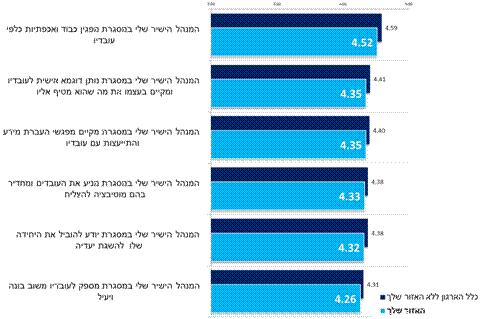 המנהל הישיר שלי במסגרת מפגין כבוד ואכפתיות כלפי
עובדיו
4.59
4.52
המנהל הישיר שלי במסגרת נותן דוגמא אישית לעובדיו
ומקיים בעצמו את מה שהוא מטיף אליו
4.41
4.35
המנהל הישיר שלי במסגרת מקיים מפגשי העברת מידע
והתייעצות עם עובדיו
4.40
4.35
המנהל הישיר שלי במסגרת מניע את העובדים ומחדיר
בהם מוטיבציה להצליח
4.38
4.33
המנהל הישיר שלי במסגרת יודע להוביל את היחידה
שלו להשגת יעדיה
4.38
4.32
המנהל הישיר שלי במסגרת מספק לעובדיו משוב בונה
ויעיל
4.31
4.26
כלל הארגון ללא האזור שלך
האזור שלך